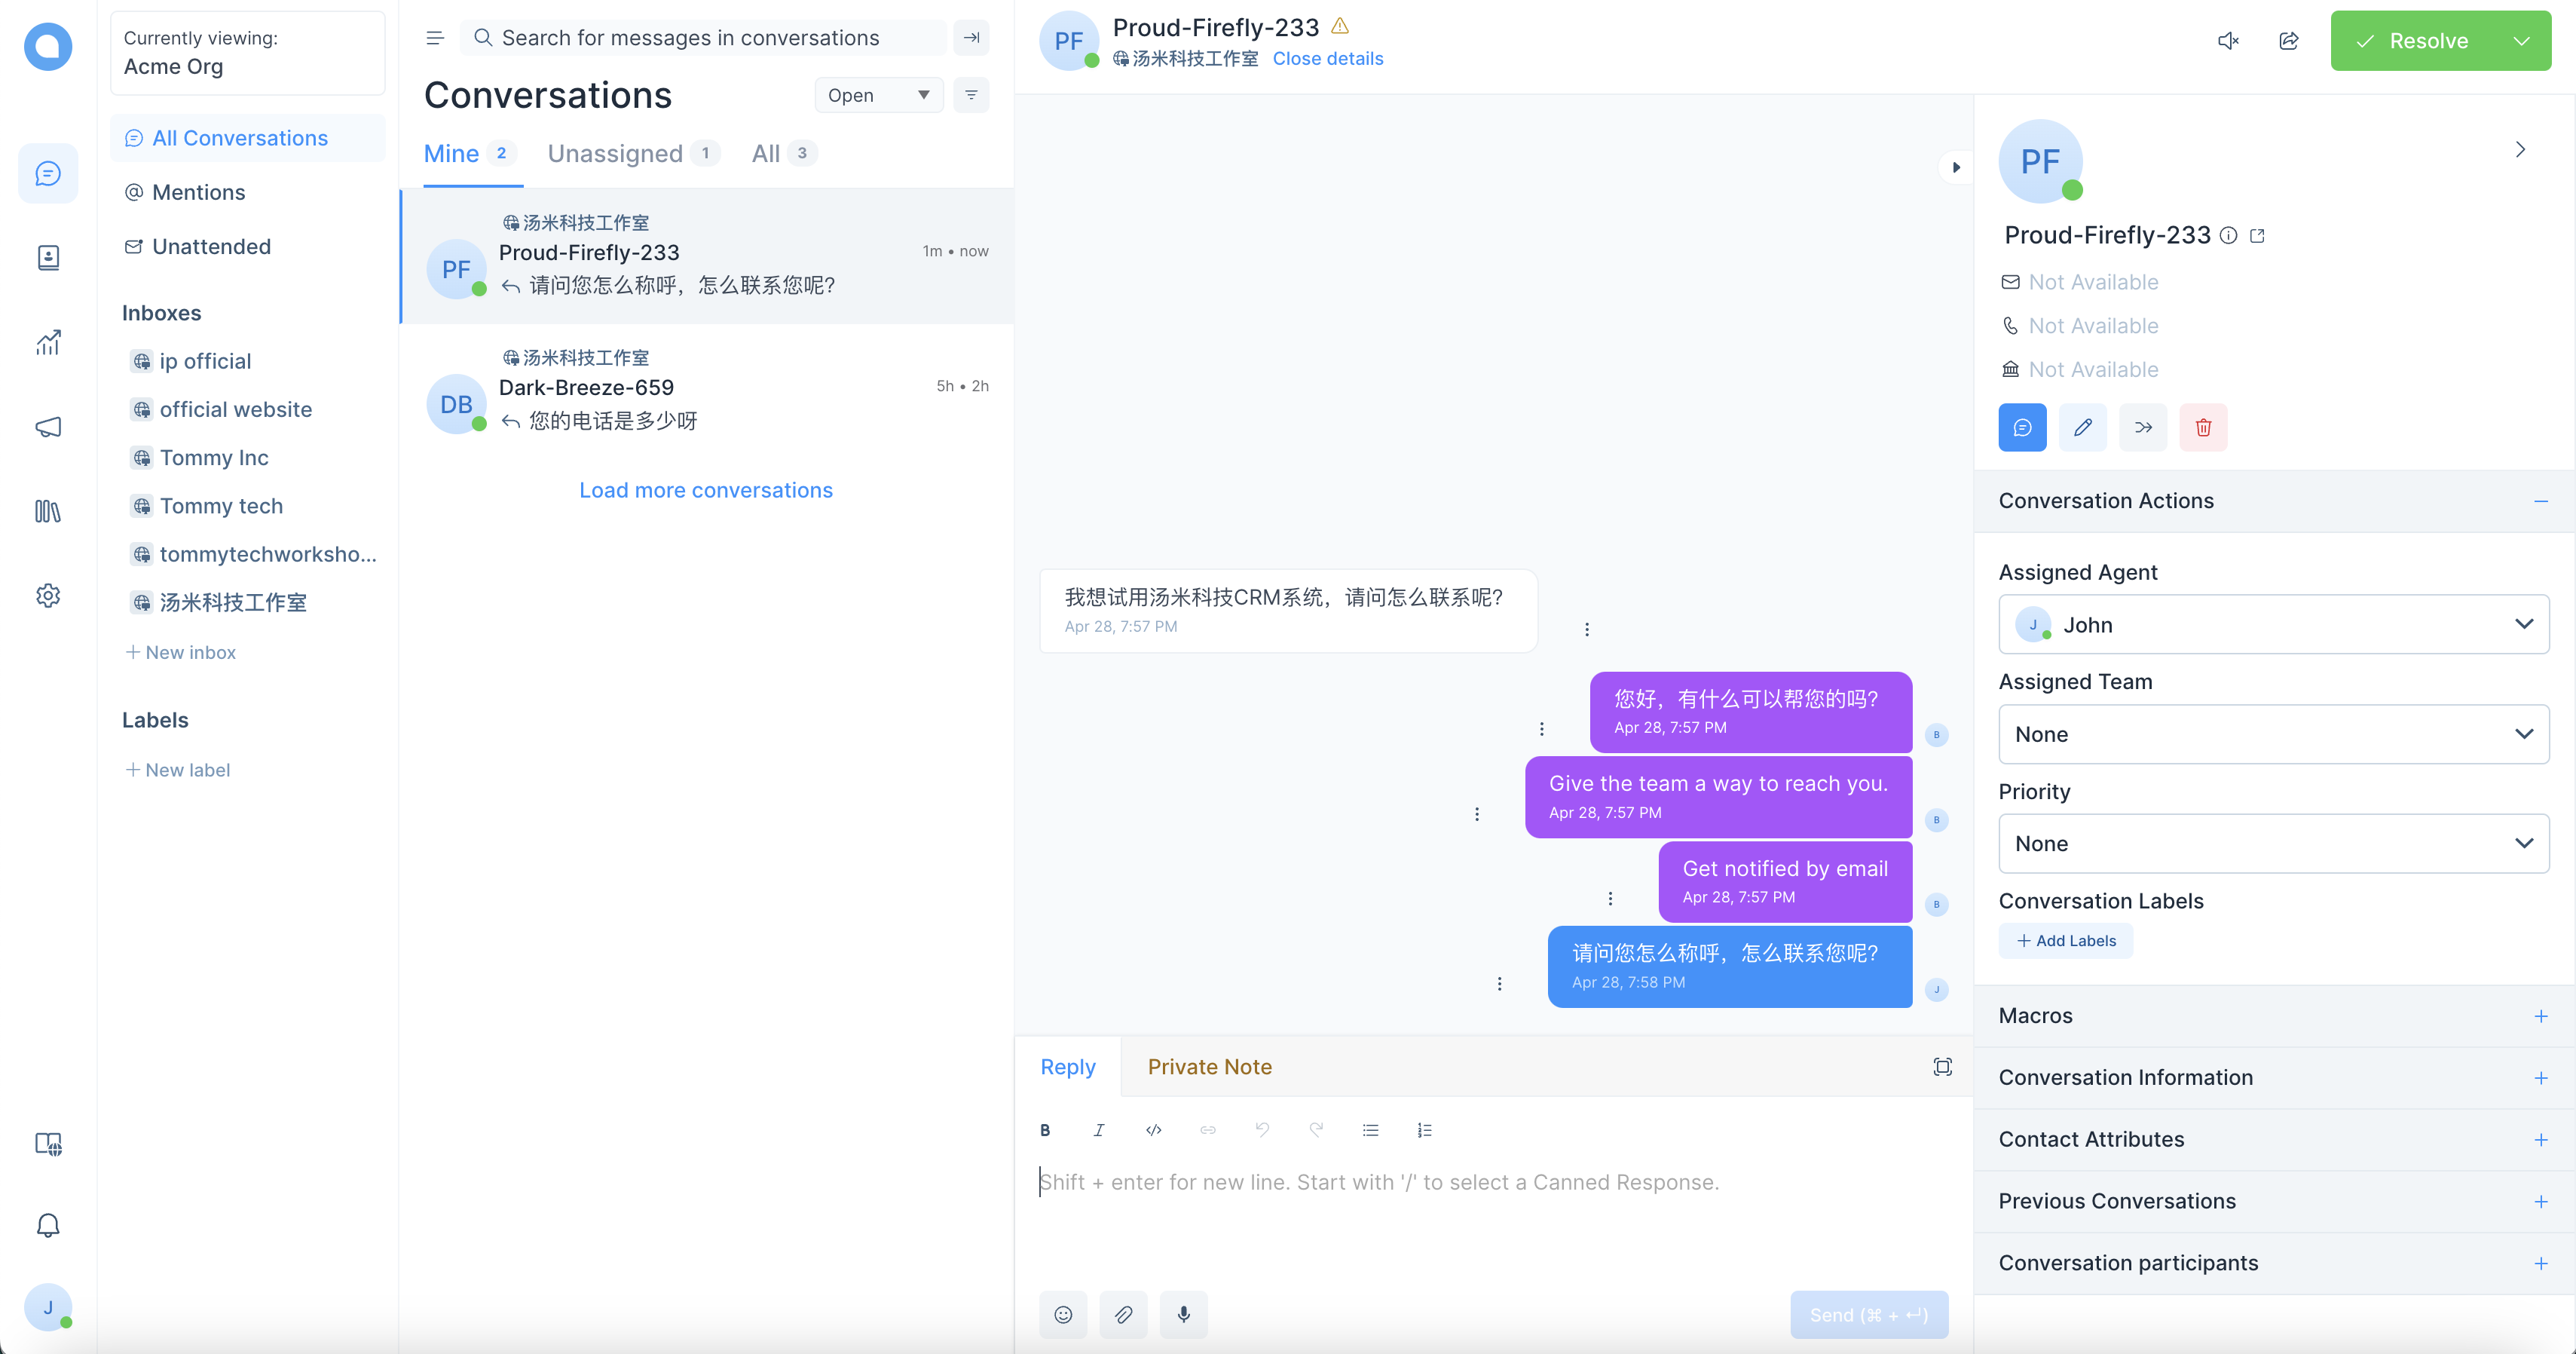 Currently viewing:
Acme Org
All Conversations
Mentions
Unattended
Inboxes
ip official
official website
Tommy Inc
Tommy tech
tommytechworksho...
汤米科技工作室
New inbox
Labels
New label
J
Search for messages in conversations
Conversations
Open
Mine 2
Unassigned 1
All 3
汤米科技工作室
PF
Proud-Firefly-233
1m • now
请问您怎么称呼，怎么联系您呢?
汤米科技工作室
DB
Dark-Breeze-659
5h • 2h
您的电话是多少呀
Load more conversations
PF
Proud-Firefly-233
汤米科技工作室 Close details
Resolve
我想试用汤米科技CRM系统，请问怎么联系呢?
Apr 28, 7:57 PM
您好，有什么可以帮您的吗?
Apr 28, 7:57 PM
B
Give the team a way to reach you.
Apr 28, 7:57 PM
B
Get notified by email
Apr 28, 7:57 PM
B
请问您怎么称呼，怎么联系您呢?
Apr 28, 7:58 PM
J
Reply
Private Note
B I </>
Shift + enter for new line. Start with '/' to select a Canned Response.
Send (⌘ + ↵)
PF
Proud-Firefly-233
Not Available
Not Available
Not Available
Conversation Actions
Assigned Agent
J John
Assigned Team
None
Priority
None
Conversation Labels
+ Add Labels
Macros
Conversation Information
Contact Attributes
Previous Conversations
Conversation participants